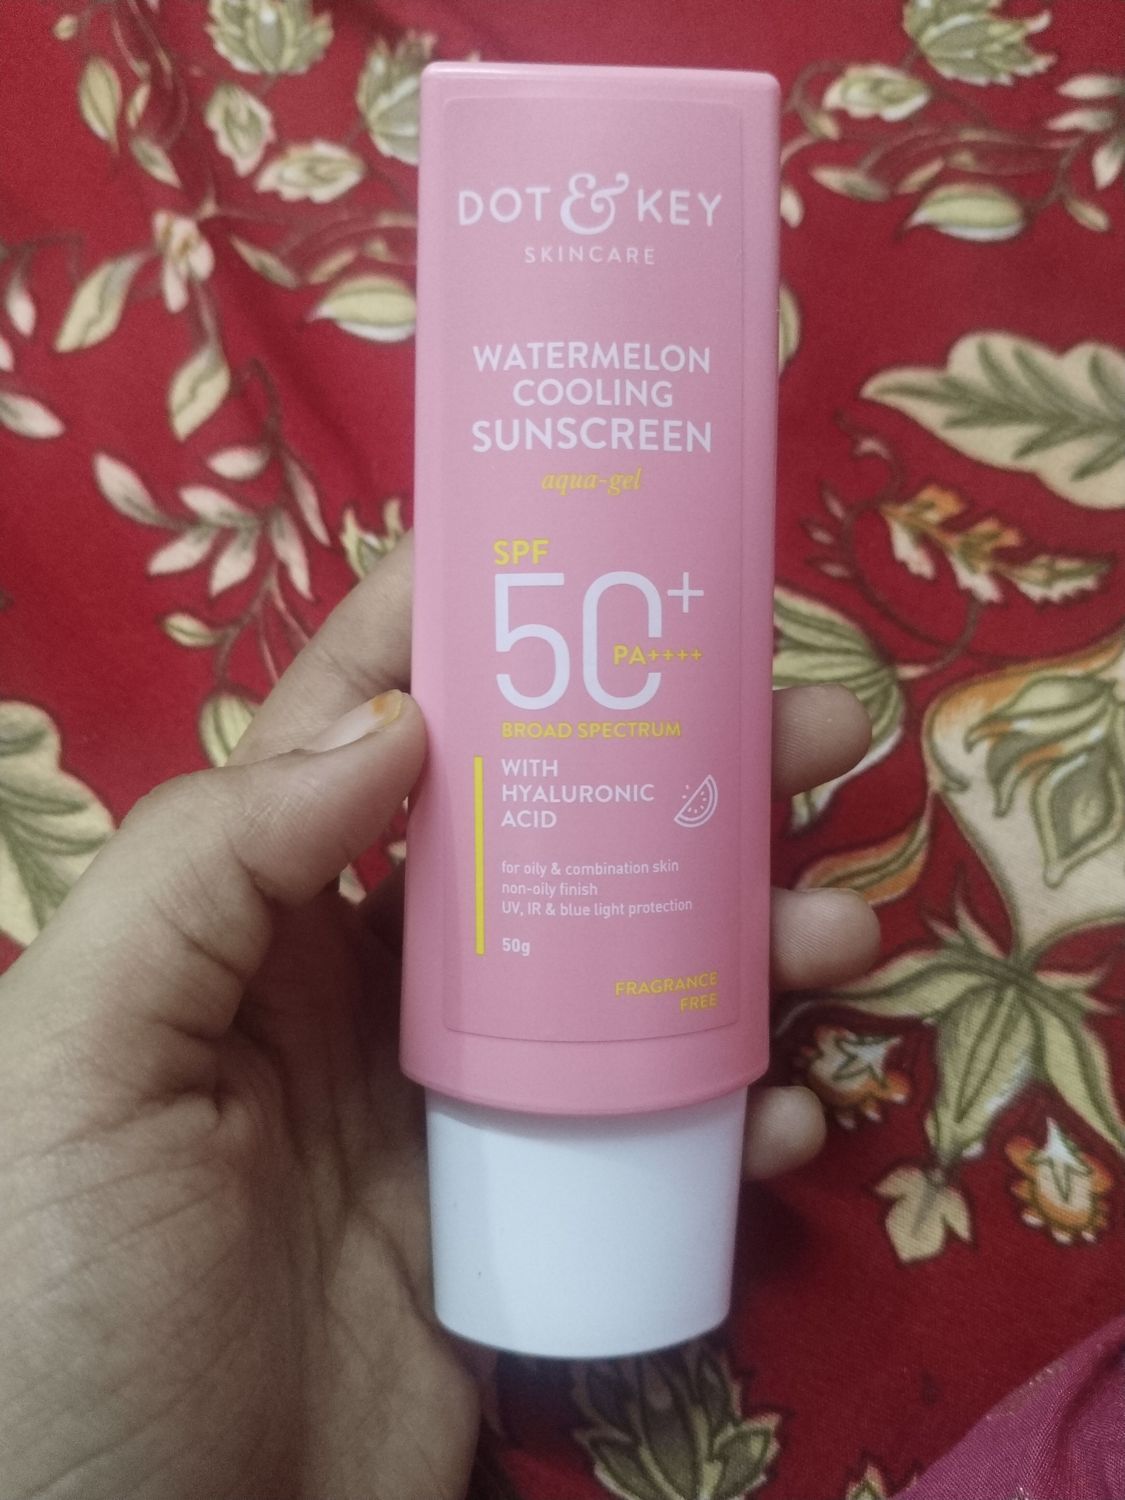 DOT & KEY
SKINCARE
WATERMELON
COOLING
SUNSCREEN
aqua-gel
SPF
50+
PA++++
BROAD SPECTRUM
WITH
HYALURONIC
ACID
for oily & combination skin
non-oily finish
UV, IR & blue light protection
50g
FRAGRANCE
FREE